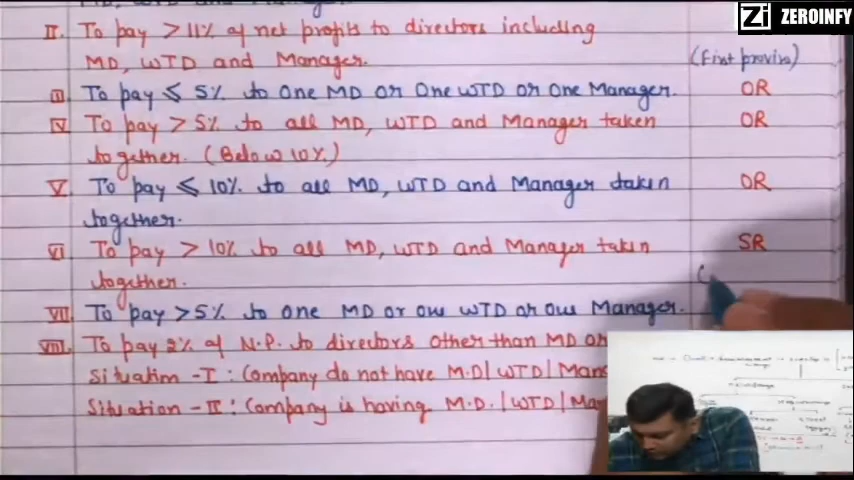 Zi ZEROINFY
II. To pay > 11% of net profits to directors including
MD, WTD and Manager. (First proviso)
III To pay ≤ 5% to One MD or One WTD or One Manager. OR
IV To pay > 5% to all MD, WTD and Manager taken OR
together. (Below 10%)
V. To pay ≤ 10% to all MD, WTD and Manager taken OR
together.
VI To pay > 10% to all MD, WTD and Manager taken SR
together. (
VII To pay > 5% to one MD or one WTD or one Manager.
VIII. To pay 2% of N.P. to directors other than MD or
Situation - I : Company do not have M.D/ WTD/ Man
Situation - II : Company is having M.D. / WTD/ Ma